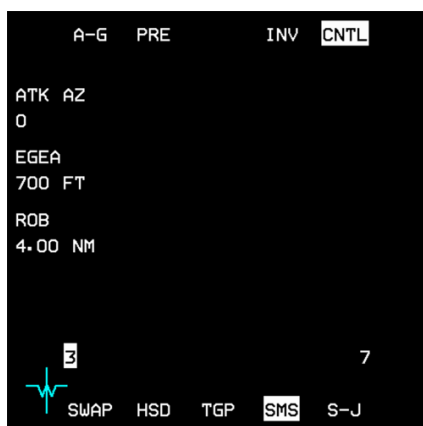 A-G PRE INV CNTL
ATK AZ
0
EGEA
700 FT
ROB
4.00 NM
3 7
SWAP HSD TGP SMS S-J